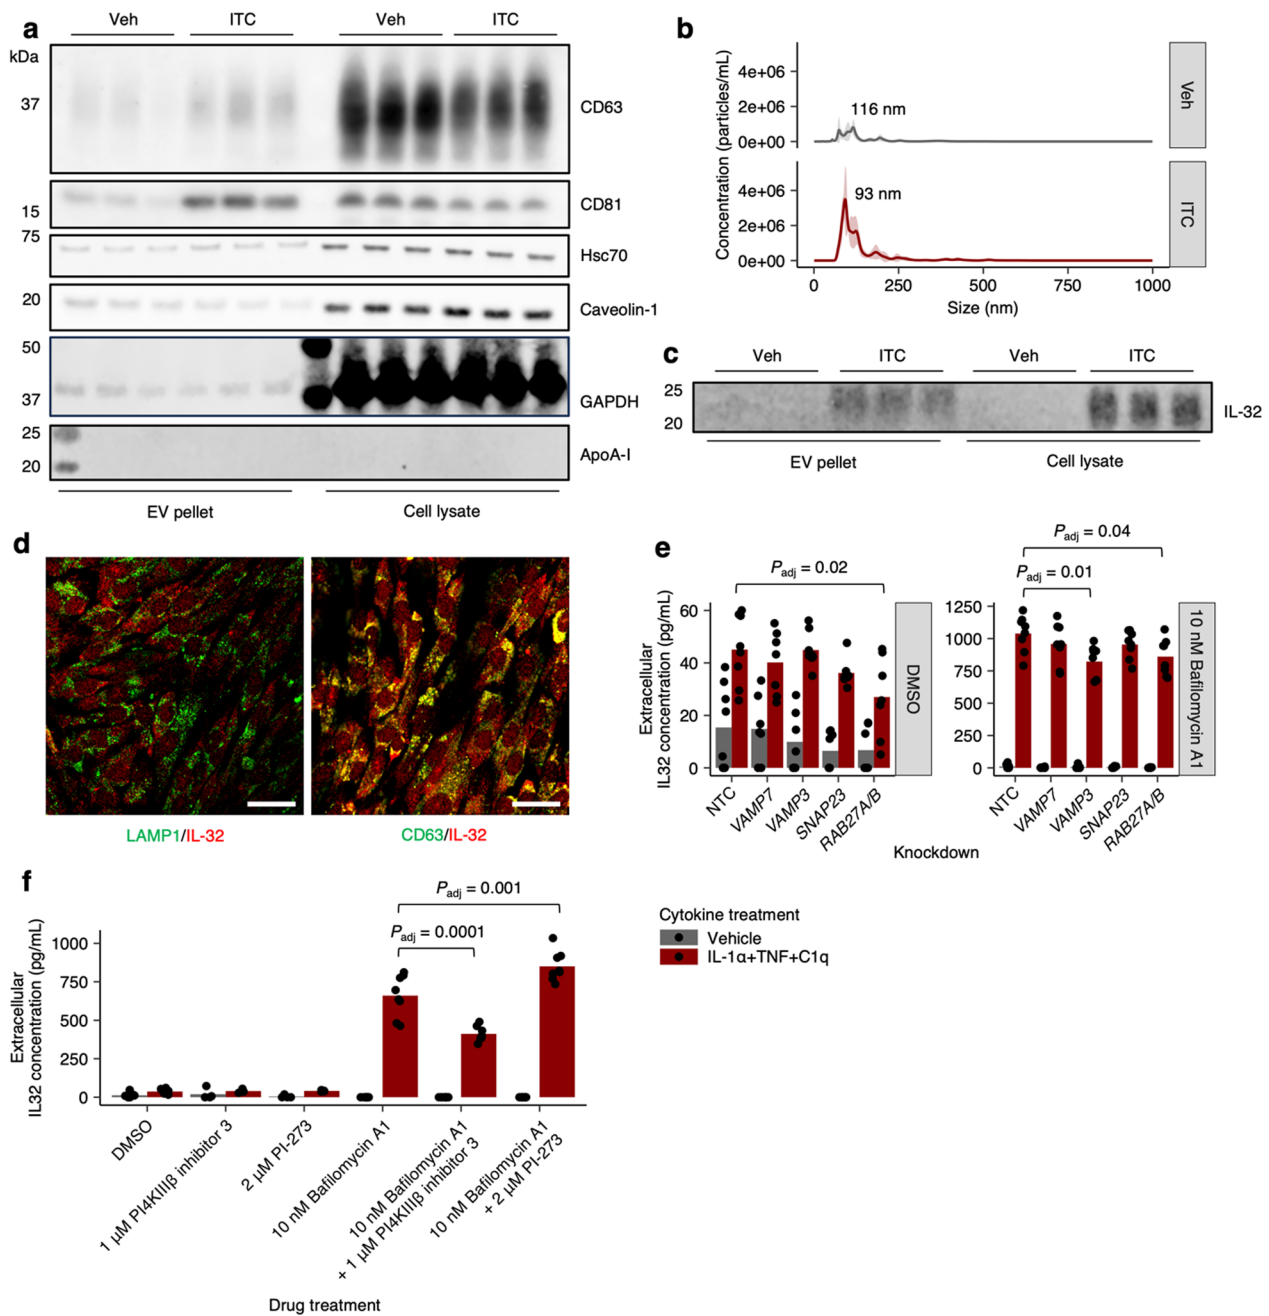 a
Veh ITC Veh ITC
kDa
37
CD63
15
CD81
75
Hsc70
20
Caveolin-1
50
37
GAPDH
25
20
ApoA-I
EV pellet Cell lysate
b
Concentration (particles/mL)
4e+06
2e+06
0e+00
116 nm
Veh
4e+06
2e+06
0e+00
93 nm
ITC
0 250 500 750 1000
Size (nm)
c
Veh ITC Veh ITC
25
20
IL-32
EV pellet Cell lysate
d
LAMP1/IL-32 CD63/IL-32
e
Extracellular
IL32 concentration (pg/mL)
60
40
20
0
Padj = 0.02
DMSO
NTC
VAMP7
VAMP3
SNAP23
RAB27A/B
Padj = 0.04
Padj = 0.01
1250
1000
750
500
250
0
10 nM Bafilomycin A1
NTC
VAMP7
VAMP3
SNAP23
RAB27A/B
Knockdown
f
Extracellular
IL32 concentration (pg/mL)
1000
750
500
250
0
Padj = 0.001
Padj = 0.0001
DMSO
1 μM PI4KIIIβ inhibitor 3
2 μM PI-273
10 nM Bafilomycin A1
10 nM Bafilomycin A1
+ 1 μM PI4KIIIβ inhibitor 3
10 nM Bafilomycin A1
+ 2 μM PI-273
Drug treatment
Cytokine treatment
Vehicle
IL-1α+TNF+C1q